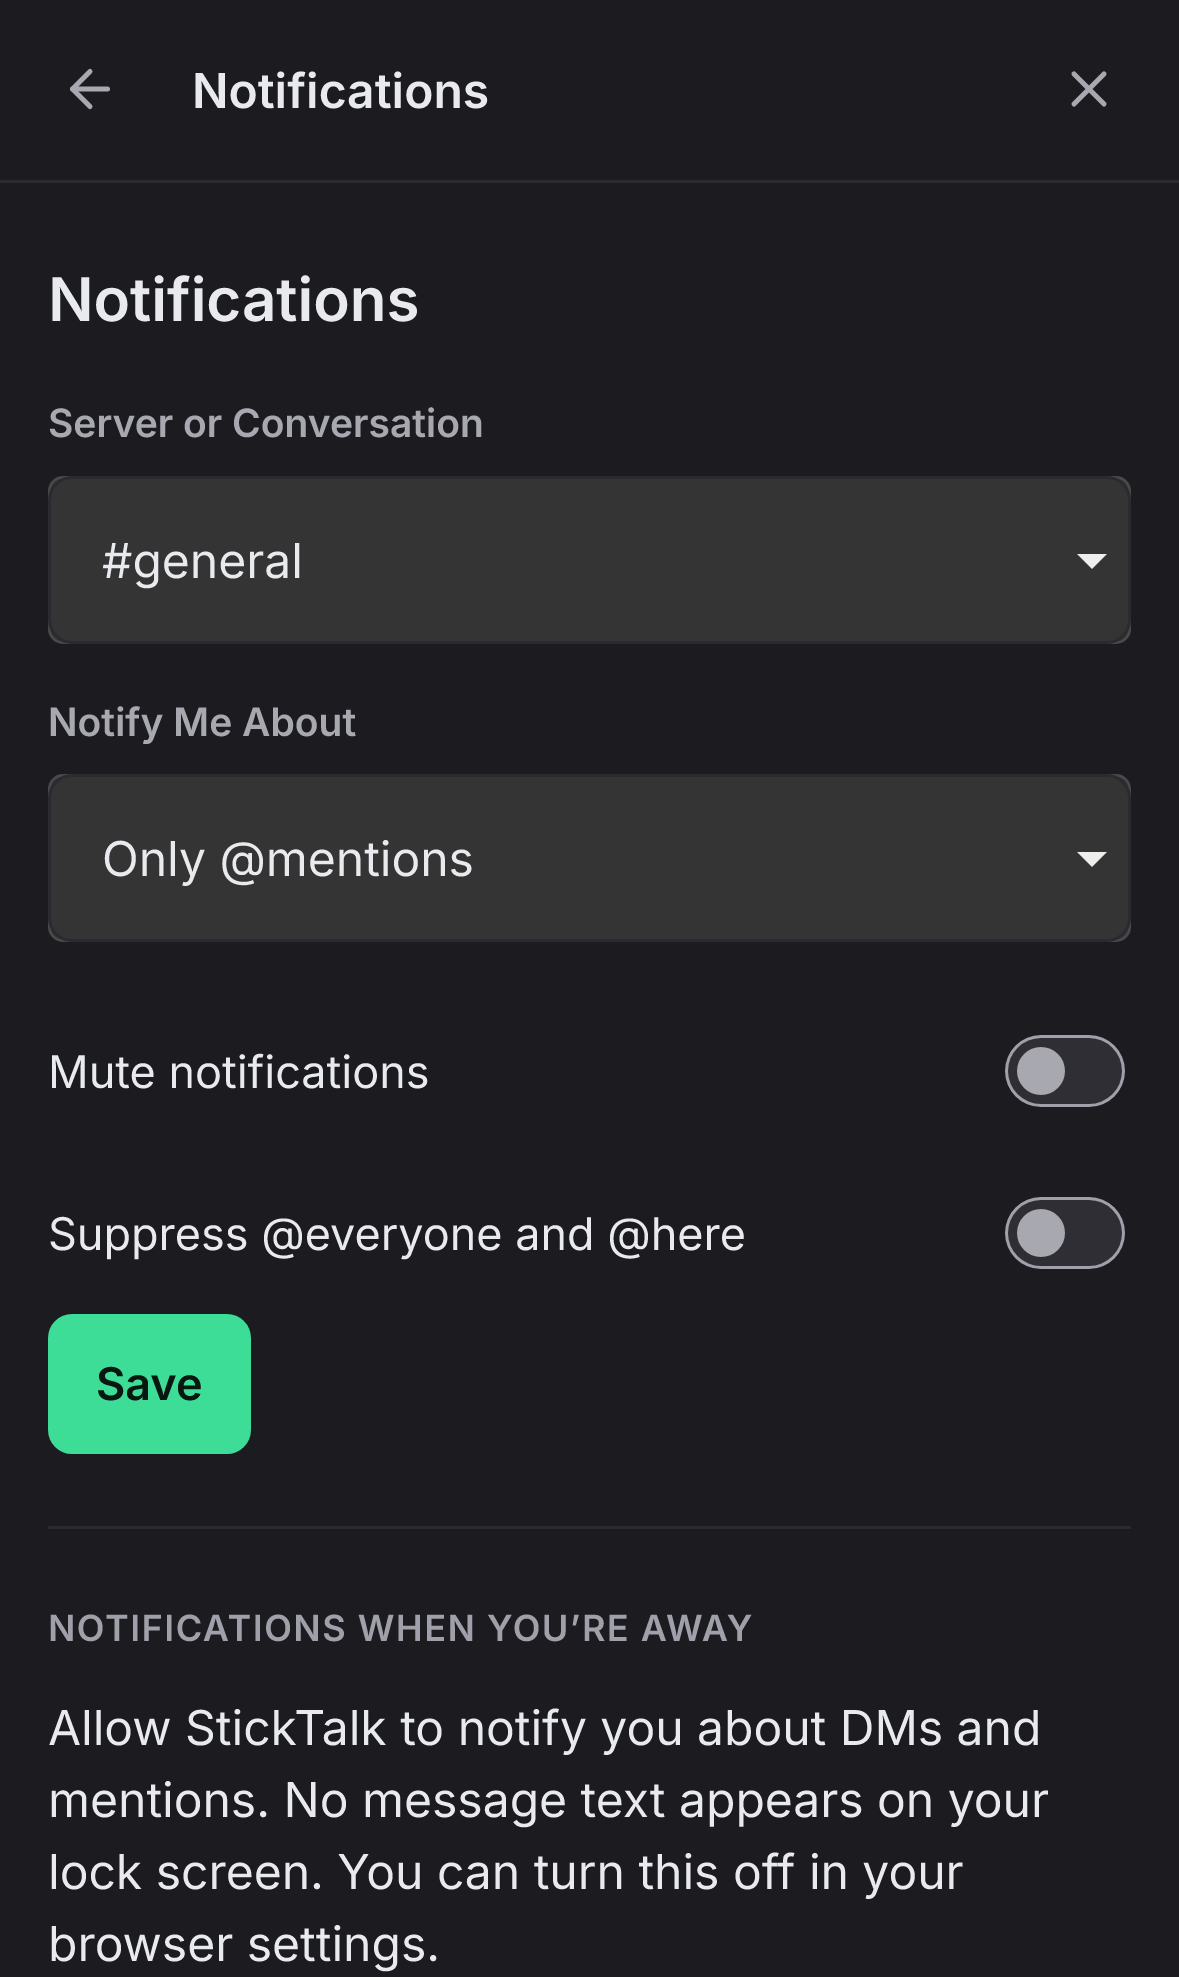 Notifications
Notifications
Server or Conversation
#general
Notify Me About
Only @mentions
Mute notifications
Suppress @everyone and @here
Save
NOTIFICATIONS WHEN YOU’RE AWAY
Allow StickTalk to notify you about DMs and
mentions. No message text appears on your
lock screen. You can turn this off in your
browser settings.